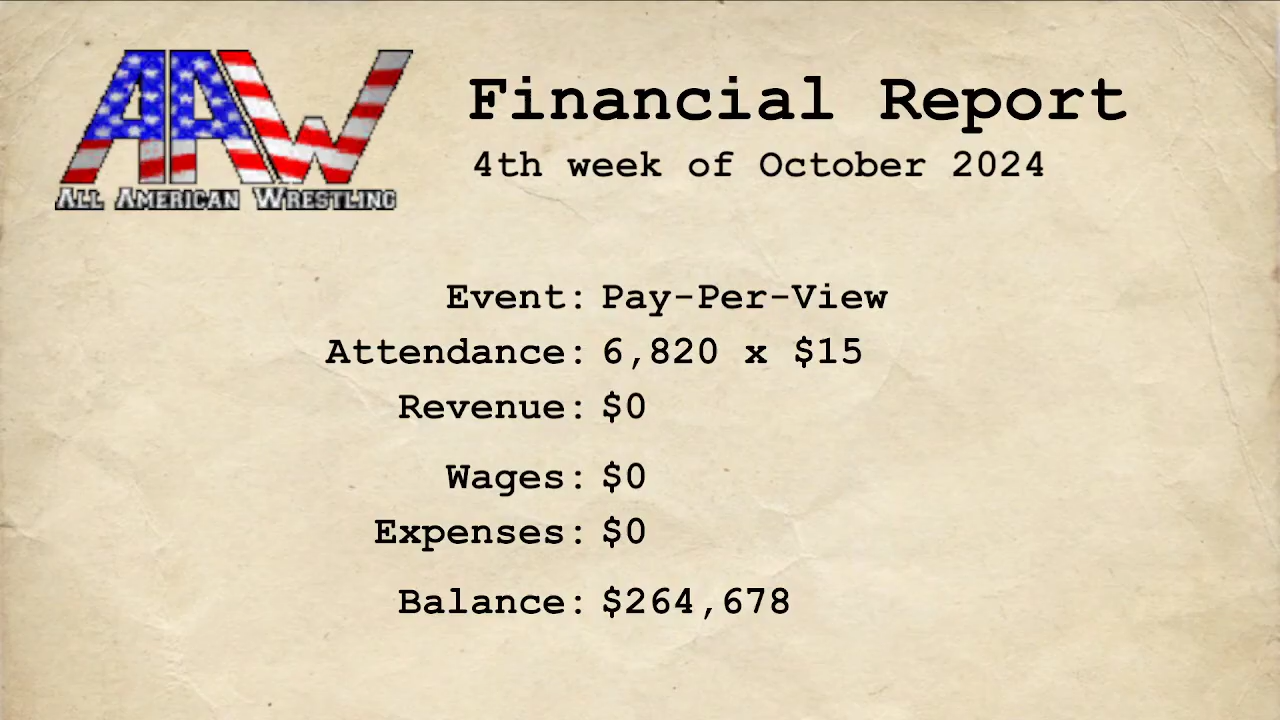 AAW
ALL AMERICAN WRESTLING
Financial Report
4th week of October 2024
Event: Pay-Per-View
Attendance: 6,820 x $15
Revenue: $0
Wages: $0
Expenses: $0
Balance: $264,678